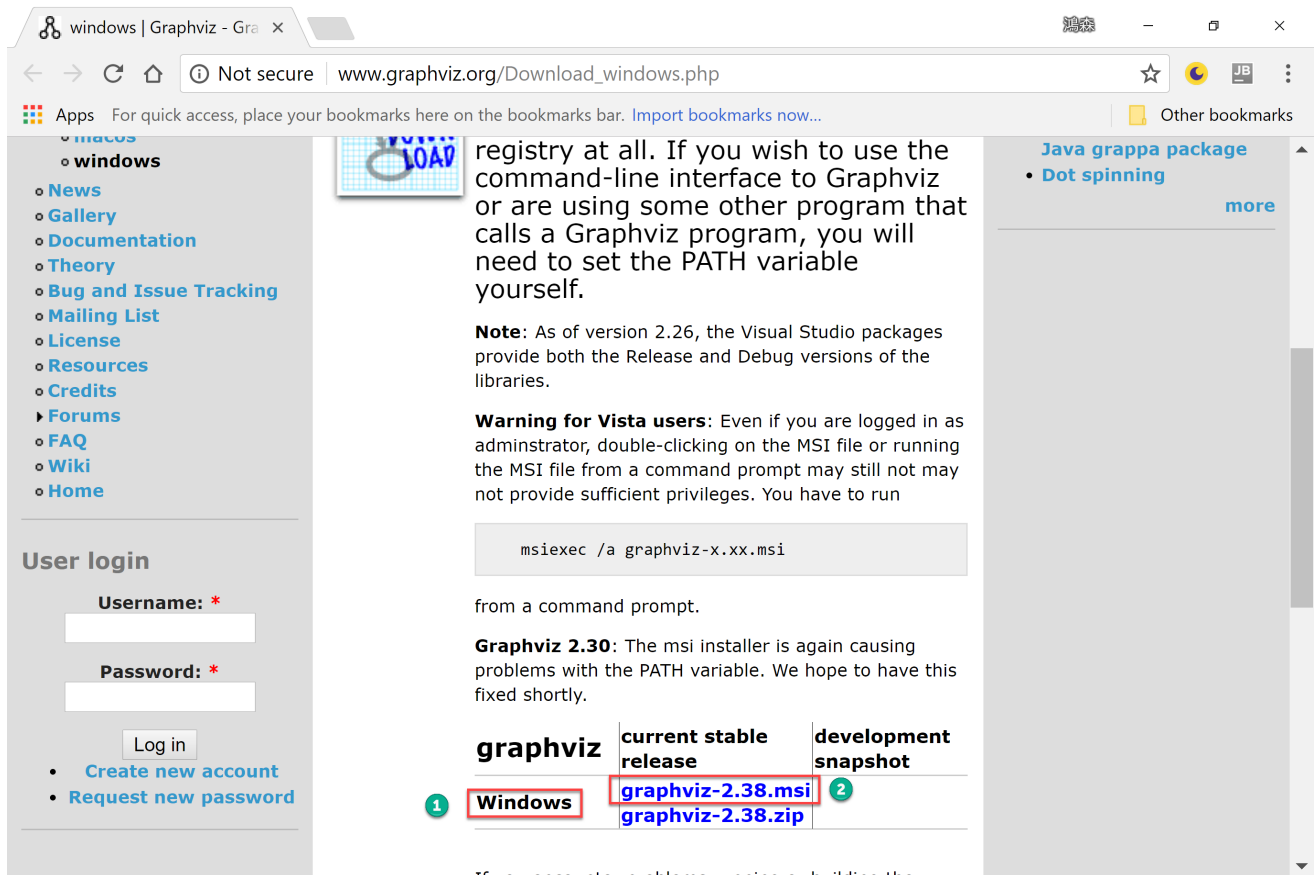 windows | Graphviz - Gra
鴻森
Not secure
www.graphviz.org/Download_windows.php
JB
Apps
For quick access, place your bookmarks here on the bookmarks bar. Import bookmarks now...
Other bookmarks
macos
windows
News
Gallery
Documentation
Theory
Bug and Issue Tracking
Mailing List
License
Resources
Credits
Forums
FAQ
Wiki
Home
User login
Username: *
Password: *
Log in
Create new account
Request new password
DOWN
LOAD
registry at all. If you wish to use the
command-line interface to Graphviz
or are using some other program that
calls a Graphviz program, you will
need to set the PATH variable
yourself.
Note: As of version 2.26, the Visual Studio packages
provide both the Release and Debug versions of the
libraries.
Warning for Vista users: Even if you are logged in as
adminstrator, double-clicking on the MSI file or running
the MSI file from a command prompt may still not may
not provide sufficient privileges. You have to run
msiexec /a graphviz-x.xx.msi
from a command prompt.
Graphviz 2.30: The msi installer is again causing
problems with the PATH variable. We hope to have this
fixed shortly.
graphviz
current stable
release
development
snapshot
1
Windows
graphviz-2.38.msi
2
graphviz-2.38.zip
Java grappa package
Dot spinning
more